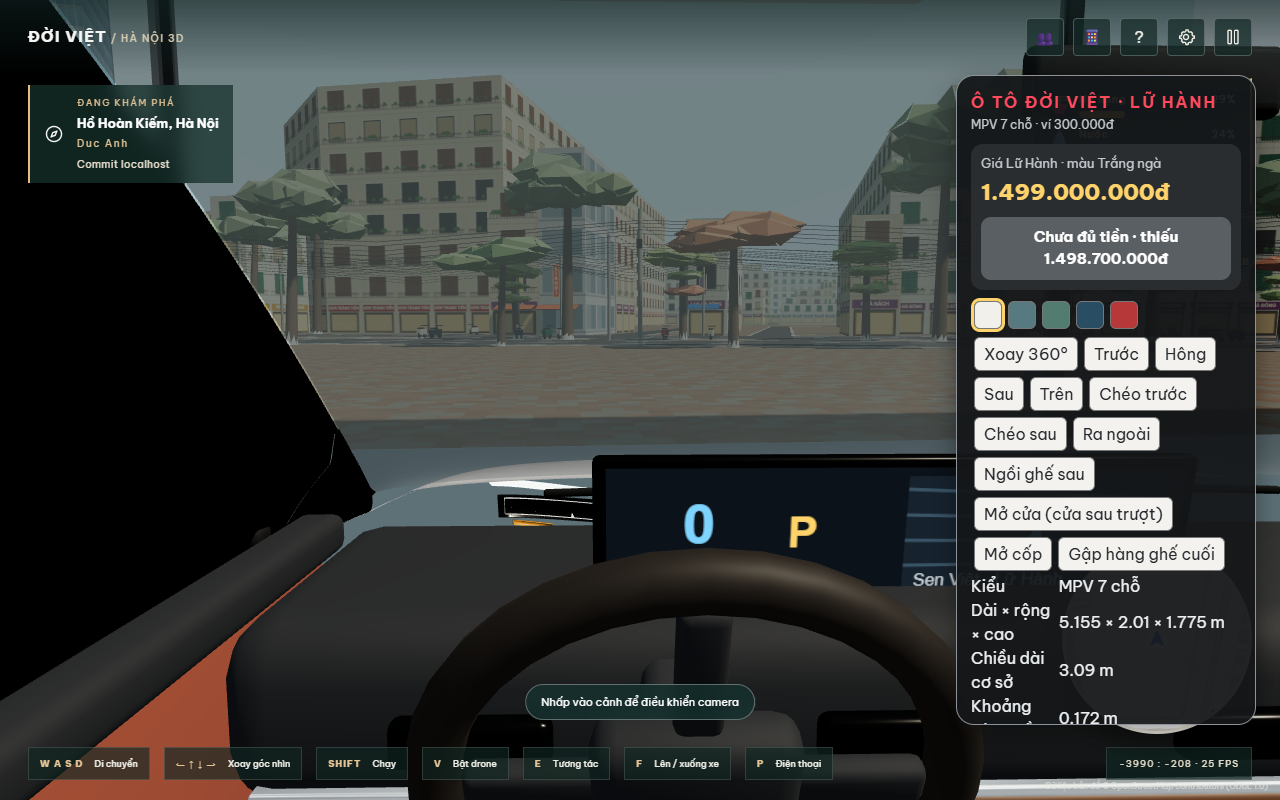 ĐỜI VIỆT / HÀ NỘI 3D
?
ĐANG KHÁM PHÁ
Hồ Hoàn Kiếm, Hà Nội
Duc Anh
Commit localhost
Ô TÔ ĐỜI VIỆT · LỮ HÀNH
MPV 7 chỗ · ví 300.000đ
Giá Lữ Hành · màu Trắng ngà
1.499.000.000đ
Chưa đủ tiền · thiếu
1.498.700.000đ
Xoay 360° Trước Hông
Sau Trên Chéo trước
Chéo sau Ra ngoài
Ngồi ghế sau
Mở cửa (cửa sau trượt)
Mở cốp Gập hàng ghế cuối
Kiểu MPV 7 chỗ
Dài × rộng × cao 5.155 × 2.01 × 1.775 m
Chiều dài cơ sở 3.09 m
Khoảng 0.172 m
0 P
Sen V
Nhấp vào cảnh để điều khiển camera
W A S D Di chuyển
←↑↓→ Xoay góc nhìn
SHIFT Chạy
V Bật drone
E Tương tác
F Lên / xuống xe
P Điện thoại
-3990 : -208 · 25 FPS